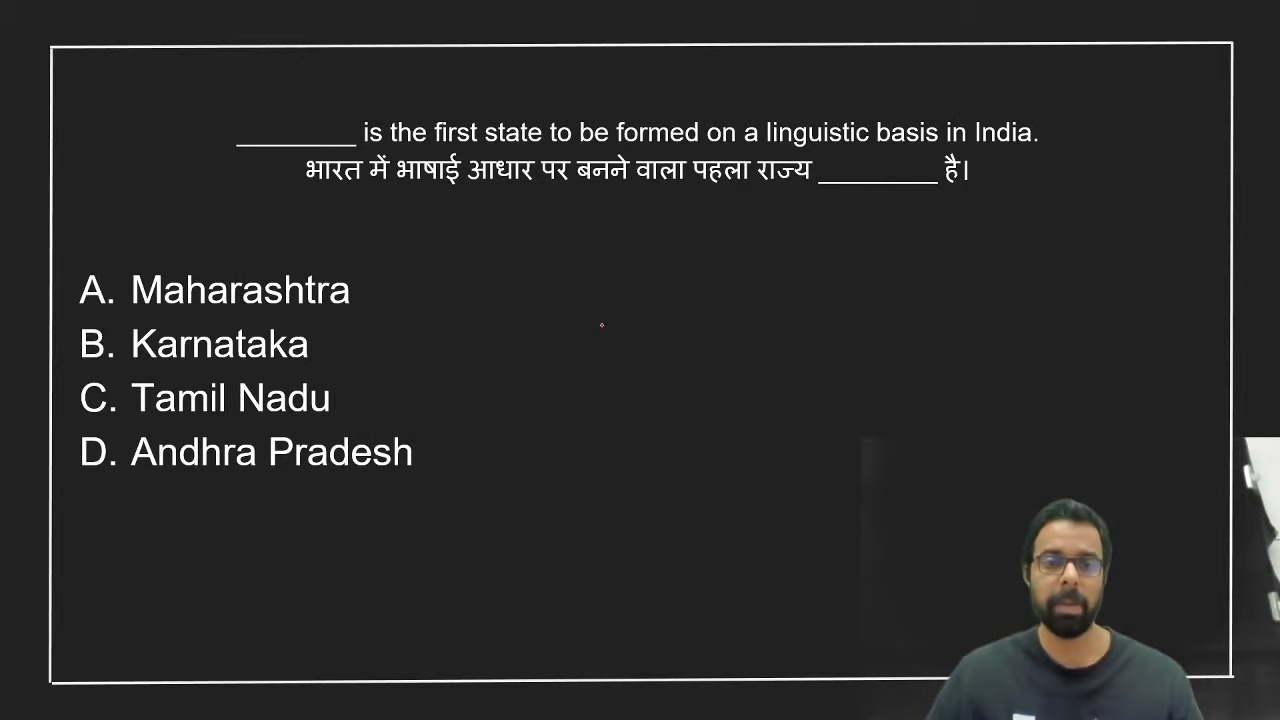 _________ is the first state to be formed on a linguistic basis in India.
भारत में भाषाई आधार पर बनने वाला पहला राज्य _________ है।
A. Maharashtra
B. Karnataka
C. Tamil Nadu
D. Andhra Pradesh